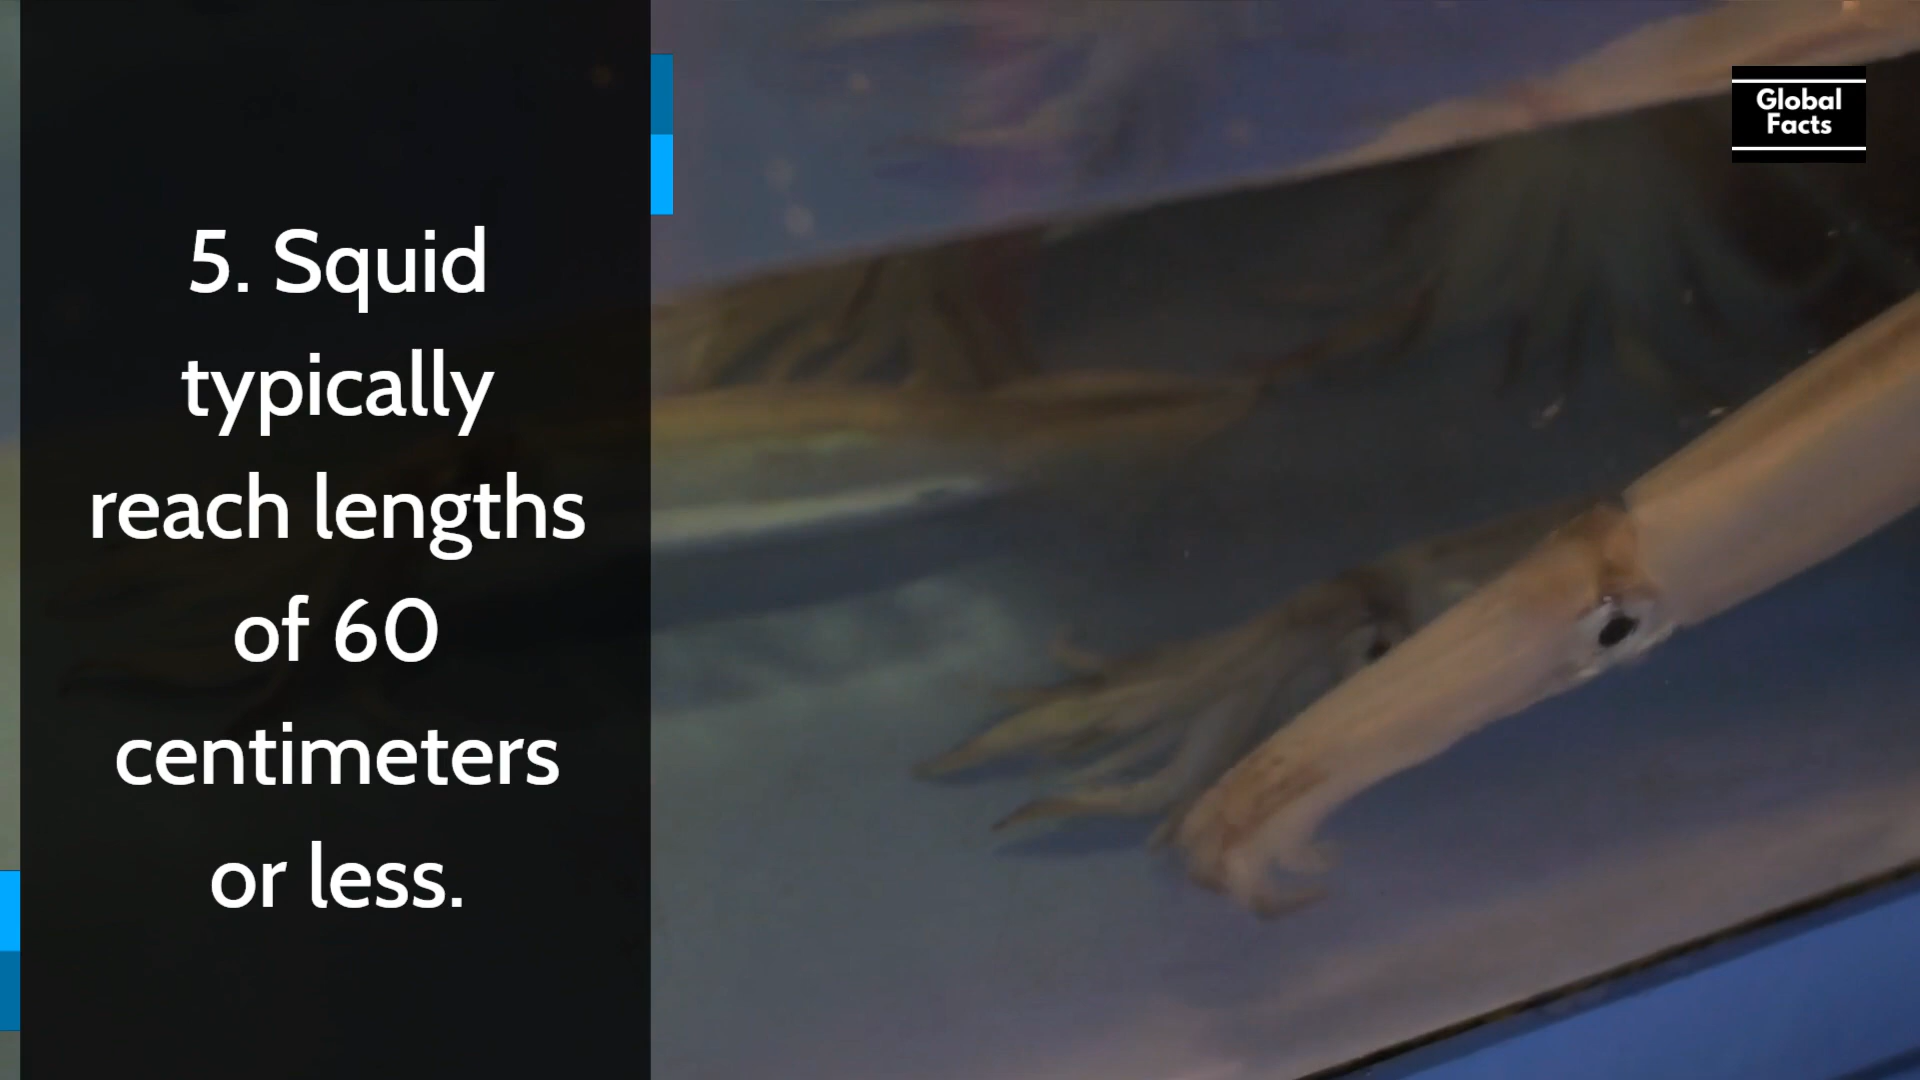 5. Squid
typically
reach lengths
of 60
centimeters
or less.
Global
Facts